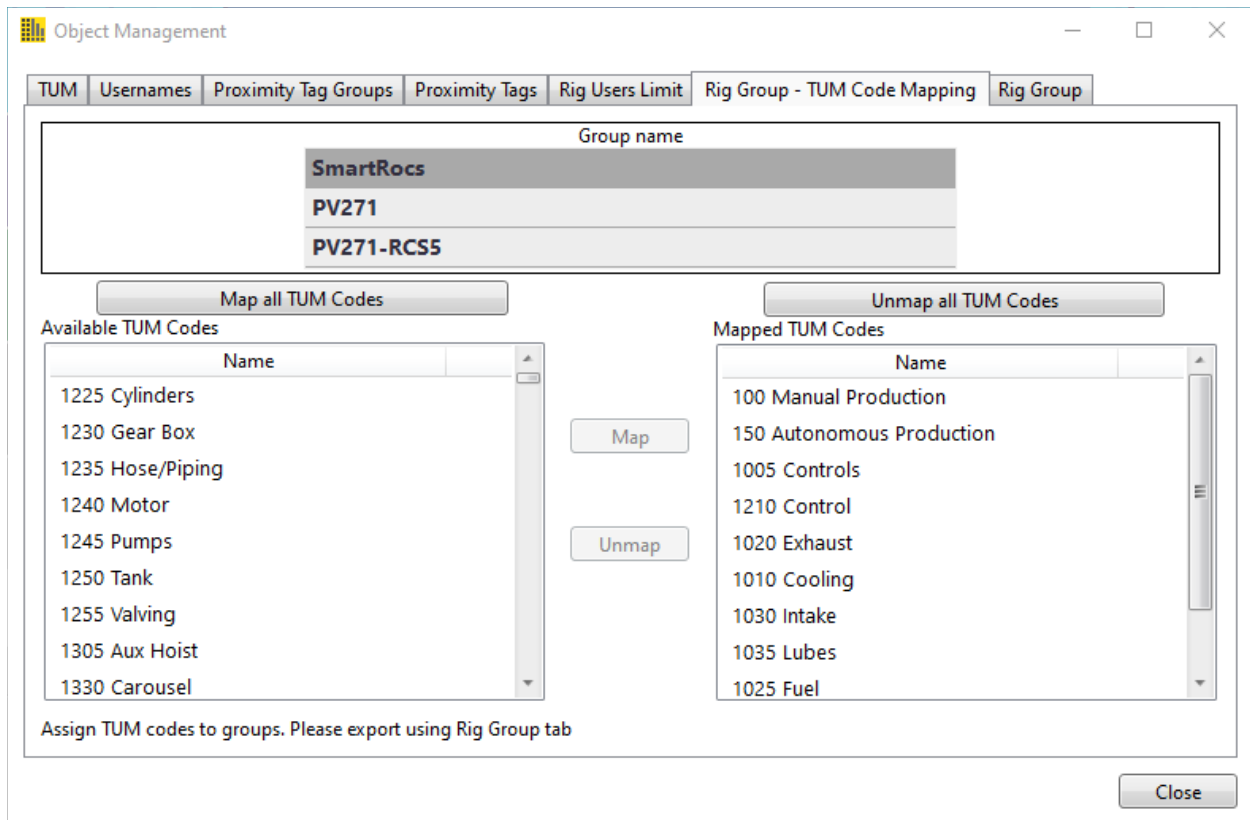 Object Management
TUM Usernames Proximity Tag Groups Proximity Tags Rig Users Limit Rig Group - TUM Code Mapping Rig Group
Group name
SmartRocs
PV271
PV271-RCS5
Map all TUM Codes
Unmap all TUM Codes
Available TUM Codes
Name
1225 Cylinders
1230 Gear Box
1235 Hose/Piping
1240 Motor
1245 Pumps
1250 Tank
1255 Valving
1305 Aux Hoist
1330 Carousel
Map
Unmap
Mapped TUM Codes
Name
100 Manual Production
150 Autonomous Production
1005 Controls
1210 Control
1020 Exhaust
1010 Cooling
1030 Intake
1035 Lubes
1025 Fuel
Assign TUM codes to groups. Please export using Rig Group tab
Close